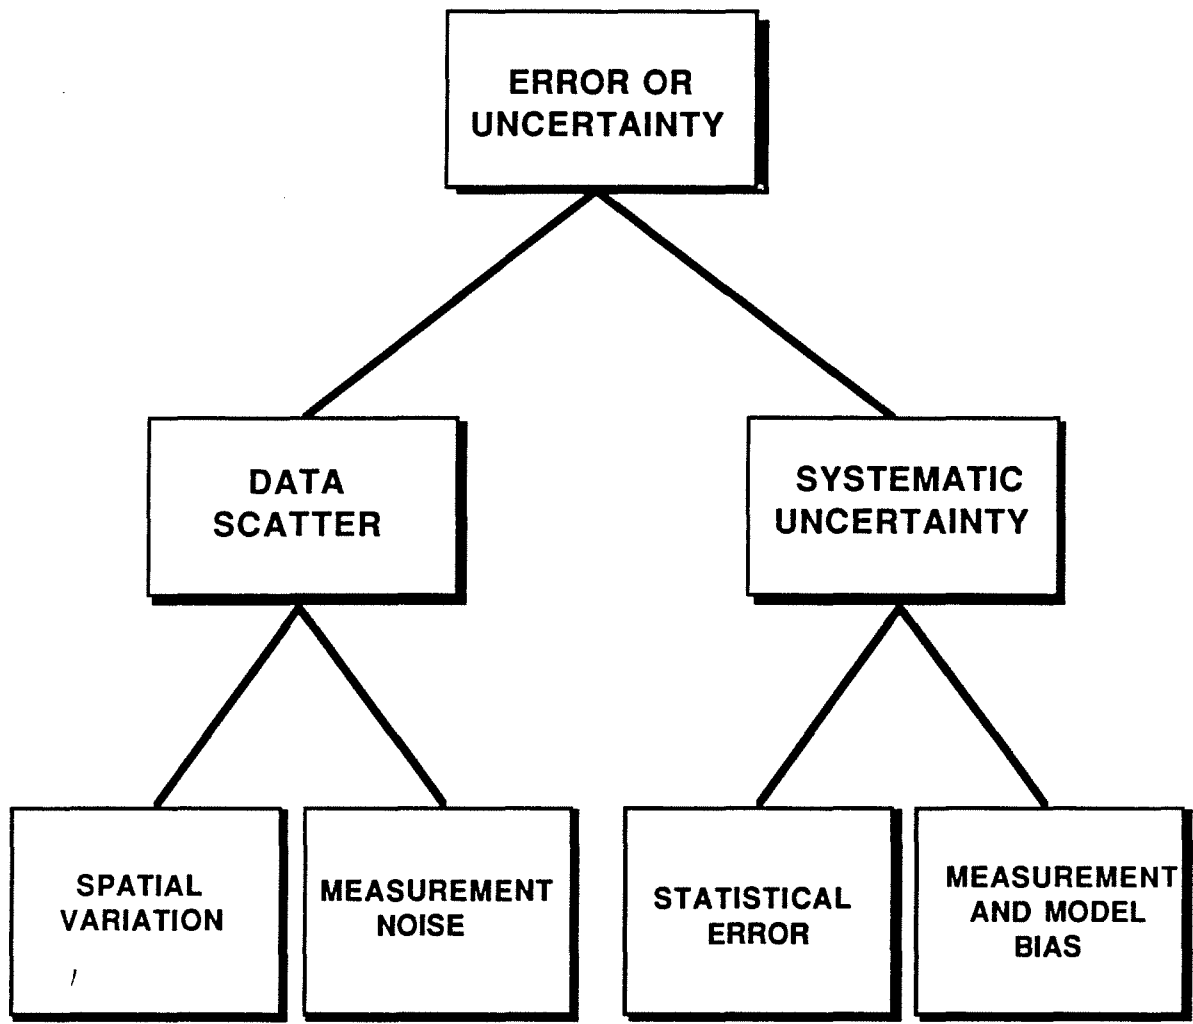 ERROR OR
UNCERTAINTY
DATA
SCATTER
SYSTEMATIC
UNCERTAINTY
SPATIAL
VARIATION
MEASUREMENT
NOISE
STATISTICAL
ERROR
MEASUREMENT
AND MODEL
BIAS